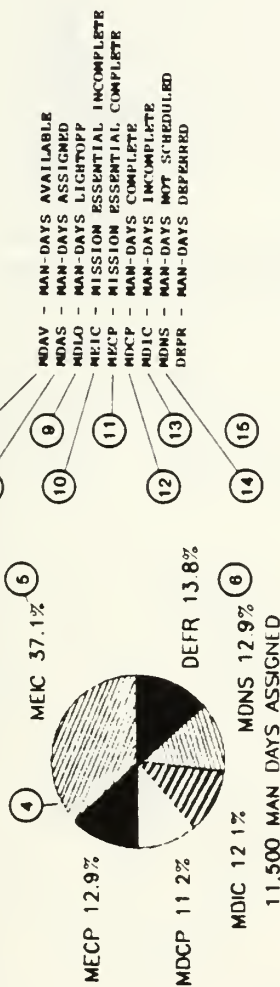 MDAV - MAN-DAYS AVAILABLE
MDAS - MAN-DAYS ASSIGNED
MDLO - MAN-DAYS LIGHTOFF
MEIC - MISSION ESSENTIAL INCOMPLETE
MECP - MISSION ESSENTIAL COMPLETE
MDCP - MAN-DAYS COMPLETE
MDIC - MAN-DAYS INCOMPLETE
MDNS - MAN-DAYS NOT SCHEDULED
DEFR - MAN-DAYS DEFERRED
9
10
11
12
13
14
15
4
5
6
MEIC 37.1%
MECP 12.9%
DEFR 13.8%
MDCP 11 2%
MDNS 12.9%
MDIC 12 1%
11,500 MAN DAYS ASSIGNED